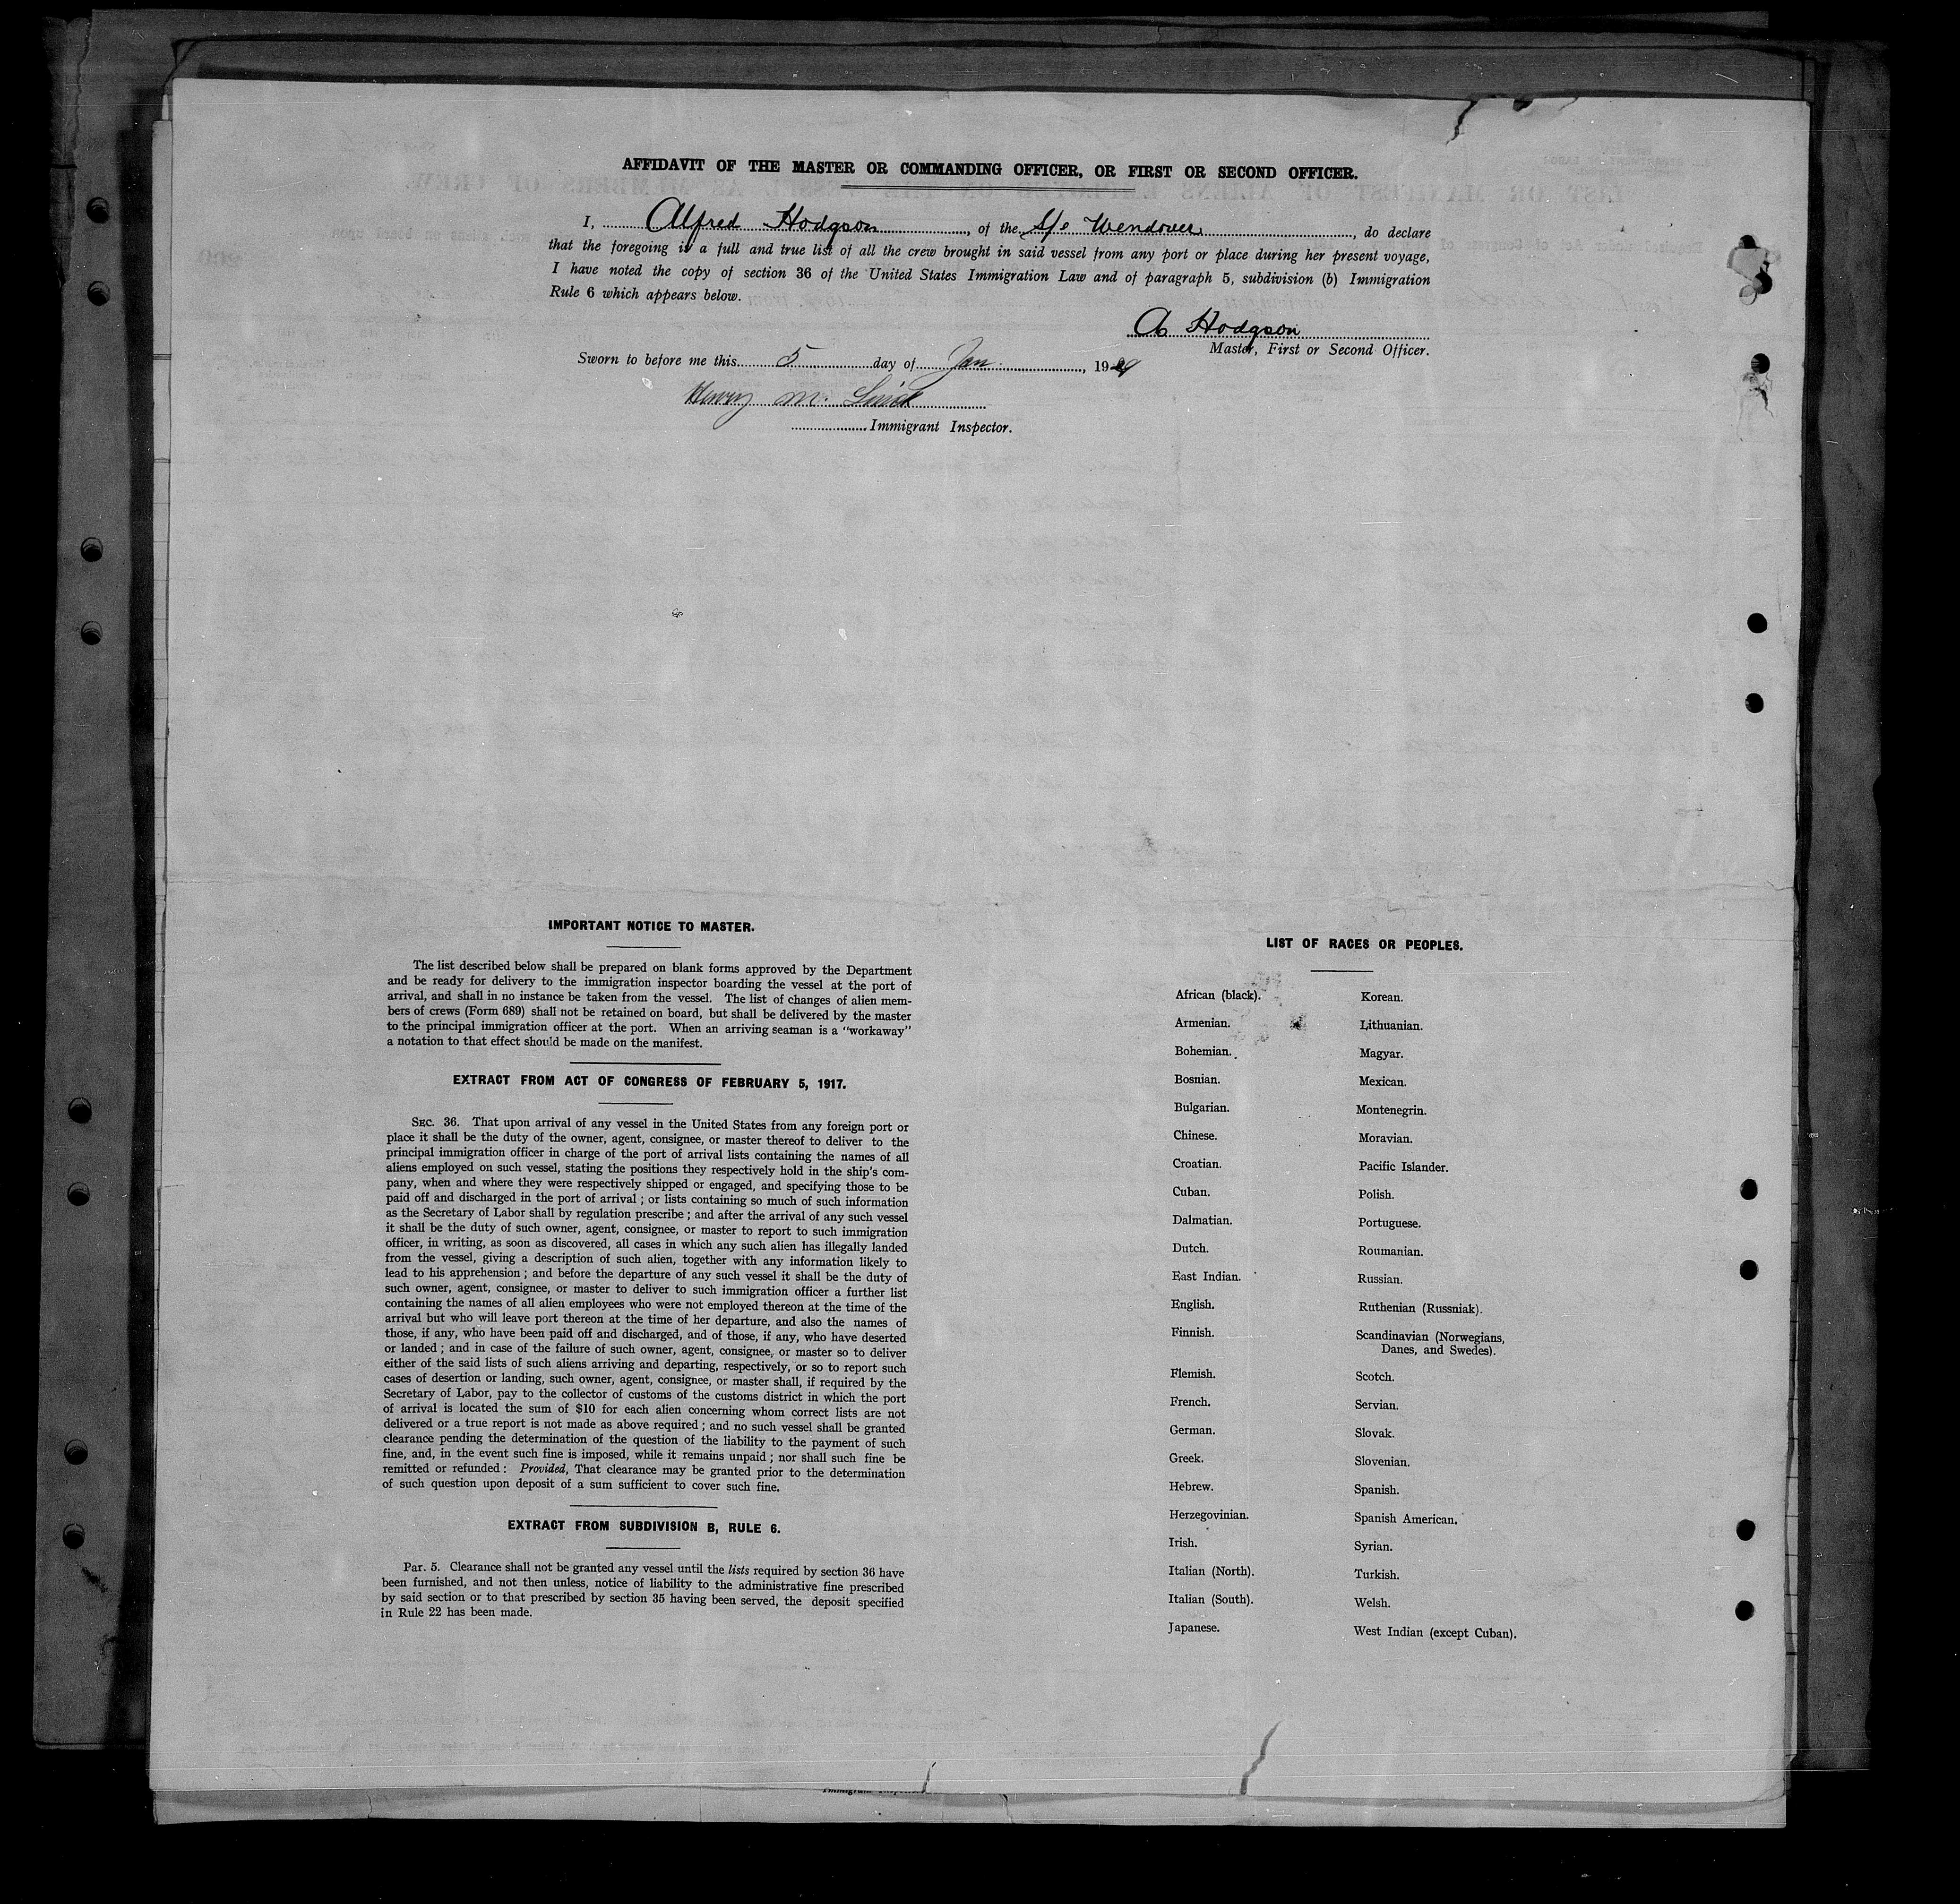 AFFIDAVIT OF THE MASTER OR COMMANDING OFFICER, OR FIRST OR SECOND OFFICER.
I, Alfred Hodgson, of the S/s Wendover, do declare
that the foregoing is a full and true list of all the crew brought in said vessel from any port or place during her present voyage,
I have noted the copy of section 36 of the United States Immigration Law and of paragraph 5, subdivision (b) Immigration
Rule 6 which appears below.
A Hodgson
Master, First or Second Officer.
Sworn to before me this 5 day of Jan, 19
Henry M.
Immigrant Inspector.
IMPORTANT NOTICE TO MASTER.
The list described below shall be prepared on blank forms approved by the Department
and be ready for delivery to the immigration inspector boarding the vessel at the port of
arrival, and shall in no instance be taken from the vessel. The list of changes of alien mem-
bers of crews (Form 689) shall not be retained on board, but shall be delivered by the master
to the principal immigration officer at the port. When an arriving seaman is a "workaway"
a notation to that effect should be made on the manifest.
EXTRACT FROM ACT OF CONGRESS OF FEBRUARY 5, 1917.
SEC. 36. That upon arrival of any vessel in the United States from any foreign port or
place it shall be the duty of the owner, agent, consignee, or master thereof to deliver to the
principal immigration officer in charge of the port of arrival lists containing the names of all
aliens employed on such vessel, stating the positions they respectively hold in the ship's com-
pany, when and where they were respectively shipped or engaged, and specifying those to be
paid off and discharged in the port of arrival; or lists containing so much of such information
as the Secretary of Labor shall by regulation prescribe; and after the arrival of any such vessel
it shall be the duty of such owner, agent, consignee, or master to report to such immigration
officer, in writing, as soon as discovered, all cases in which any such alien has illegally landed
from the vessel, giving a description of such alien, together with any information likely to
lead to his apprehension; and before the departure of any such vessel it shall be the duty of
such owner, agent, consignee, or master to deliver to such immigration officer a further list
containing the names of all alien employees who were not employed thereon at the time of the
arrival but who will leave port thereon at the time of her departure, and also the names of
those, if any, who have been paid off and discharged, and of those, if any, who have deserted
or landed; and in case of the failure of such owner, agent, consignee, or master so to deliver
either of the said lists of such aliens arriving and departing, respectively, or so to report such
cases of desertion or landing, such owner, agent, consignee, or master shall, if required by the
Secretary of Labor, pay to the collector of customs of the customs district in which the port
of arrival is located the sum of $10 for each alien concerning whom correct lists are not
delivered or a true report is not made as above required; and no such vessel shall be granted
clearance pending the determination of the question of the liability to the payment of such
fine, and, in the event such fine is imposed, while it remains unpaid; nor shall such fine be
remitted or refunded: Provided, That clearance may be granted prior to the determination
of such question upon deposit of a sum sufficient to cover such fine.
EXTRACT FROM SUBDIVISION B, RULE 6.
Par. 5. Clearance shall not be granted any vessel until the lists required by section 36 have
been furnished, and not then unless, notice of liability to the administrative fine prescribed
by said section or to that prescribed by section 35 having been served, the deposit specified
in Rule 22 has been made.
LIST OF RACES OR PEOPLES.
African (black).
Armenian.
Bohemian.
Bosnian.
Bulgarian.
Chinese.
Croatian.
Cuban.
Dalmatian.
Dutch.
East Indian.
English.
Finnish.
Flemish.
French.
German.
Greek.
Hebrew.
Herzegovinian.
Irish.
Italian (North).
Italian (South).
Japanese.
Korean.
Lithuanian.
Magyar.
Mexican.
Montenegrin.
Moravian.
Pacific Islander.
Polish.
Portuguese.
Roumanian.
Russian.
Ruthenian (Russniak).
Scandinavian (Norwegians,
Danes, and Swedes).
Scotch.
Servian.
Slovak.
Slovenian.
Spanish.
Spanish American.
Syrian.
Turkish.
Welsh.
West Indian (except Cuban).